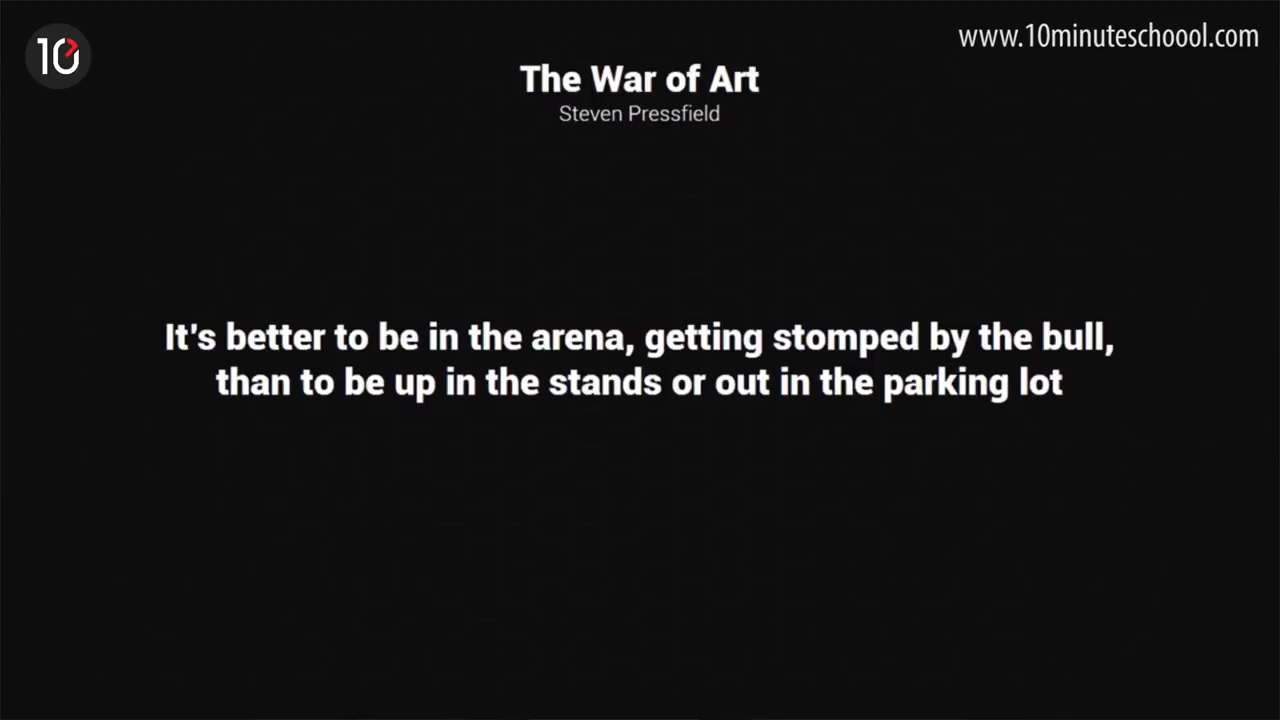 10
www.10minuteschoool.com
The War of Art
Steven Pressfield
It's better to be in the arena, getting stomped by the bull,
than to be up in the stands or out in the parking lot